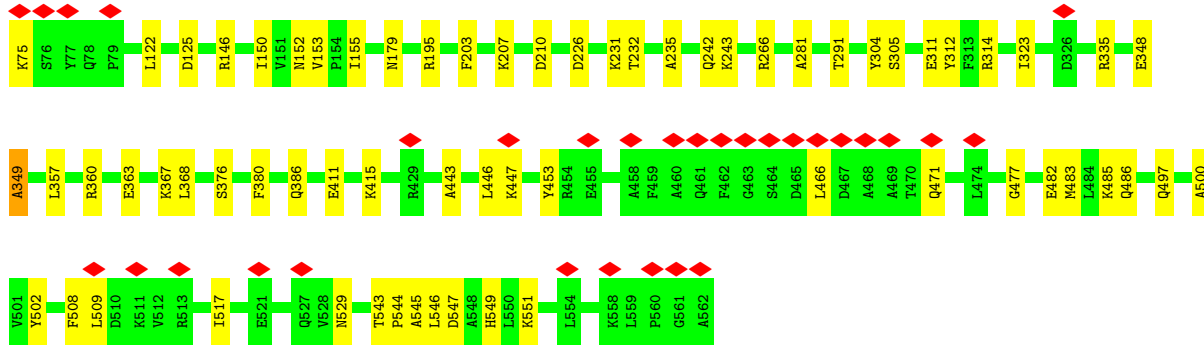 K75 S76 Y77 Q78 P79 L122 D125 R146 I150 V151 N152 V153 P154 I155 N179 R195 F203 K207 D210 D226 K231 T232 A235 Q242 K243 R266 A281 T291 Y304 S305 E311 Y312 F313 R314 I323 D326 R335 E348
A349 L357 R360 E363 K367 L368 S376 F380 Q386 E411 K415 R429 A443 L446 K447 Y453 R454 E455 A458 F459 A460 Q461 F462 G463 S464 D465 L466 D467 A468 A469 T470 Q471 L474 G477 E482 M483 L484 K485 Q486 Q497 A500
V501 Y502 F508 L509 D510 K511 V512 R513 I517 E521 Q527 V528 N529 T543 P544 A545 L546 D547 A548 H549 L550 K551 L554 K558 L559 P560 G561 A562